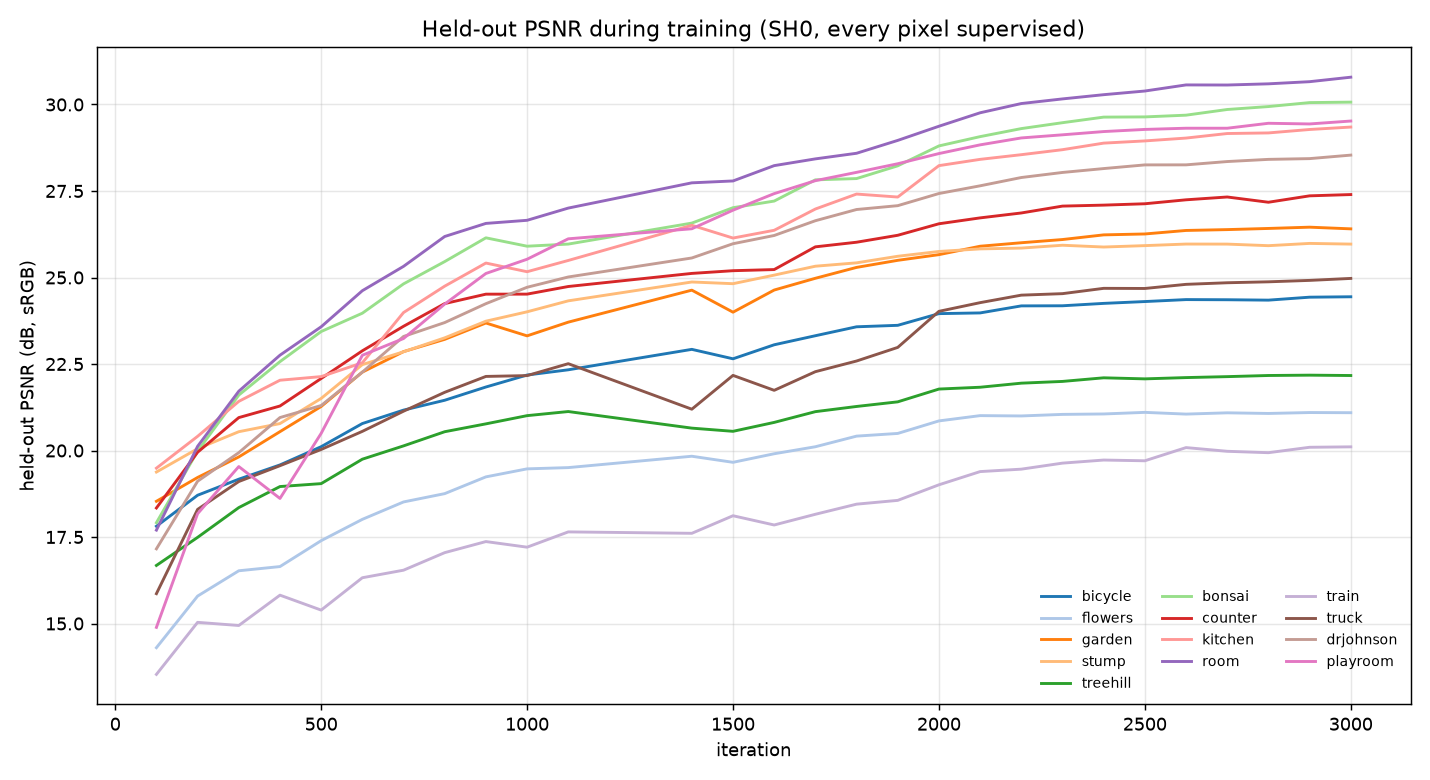 Held-out PSNR during training (SH0, every pixel supervised)
held-out PSNR (dB, sRGB)
30.0
27.5
25.0
22.5
20.0
17.5
15.0
0 500 1000 1500 2000 2500 3000
iteration
bicycle bonsai train
flowers counter truck
garden kitchen drjohnson
stump room playroom
treehill